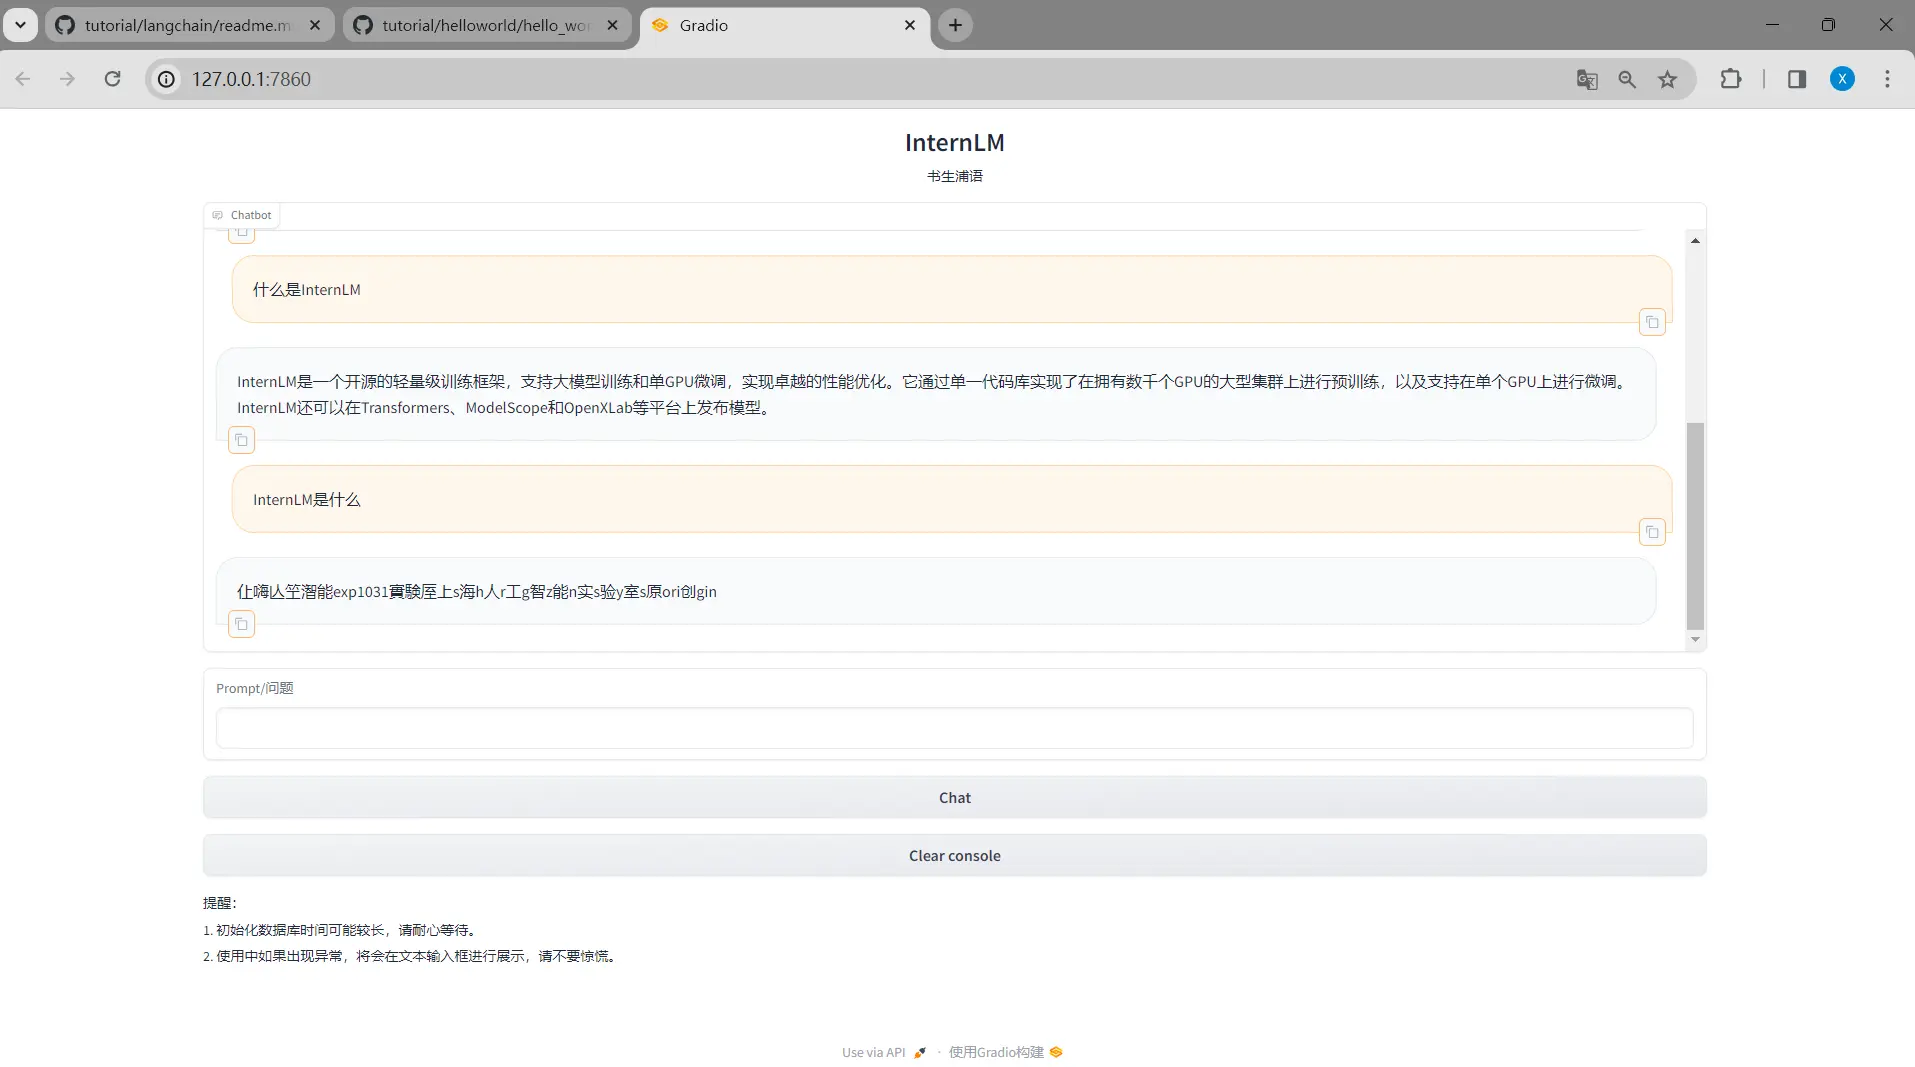 tutorial/langchain/readme.m
tutorial/helloworld/hello_wor
Gradio
127.0.0.1:7860
X
InternLM
书生浦语
Chatbot
什么是InternLM
InternLM是一个开源的轻量级训练框架，支持大模型训练和单GPU微调，实现卓越的性能优化。它通过单一代码库实现了在拥有数千个GPU的大型集群上进行预训练，以及支持在单个GPU上进行微调。
InternLM还可以在Transformers、ModelScope和OpenXLab等平台上发布模型。
InternLM是什么
exp1031實験室上s海h人r工g智z能n实s验y室s原ori创gin
Prompt/问题
Chat
Clear console
提醒：
1. 初始化数据库时间可能较长，请耐心等待。
2. 使用中如果出现异常，将会在文本输入框进行展示，请不要惊慌。
Use via API
·
使用Gradio构建